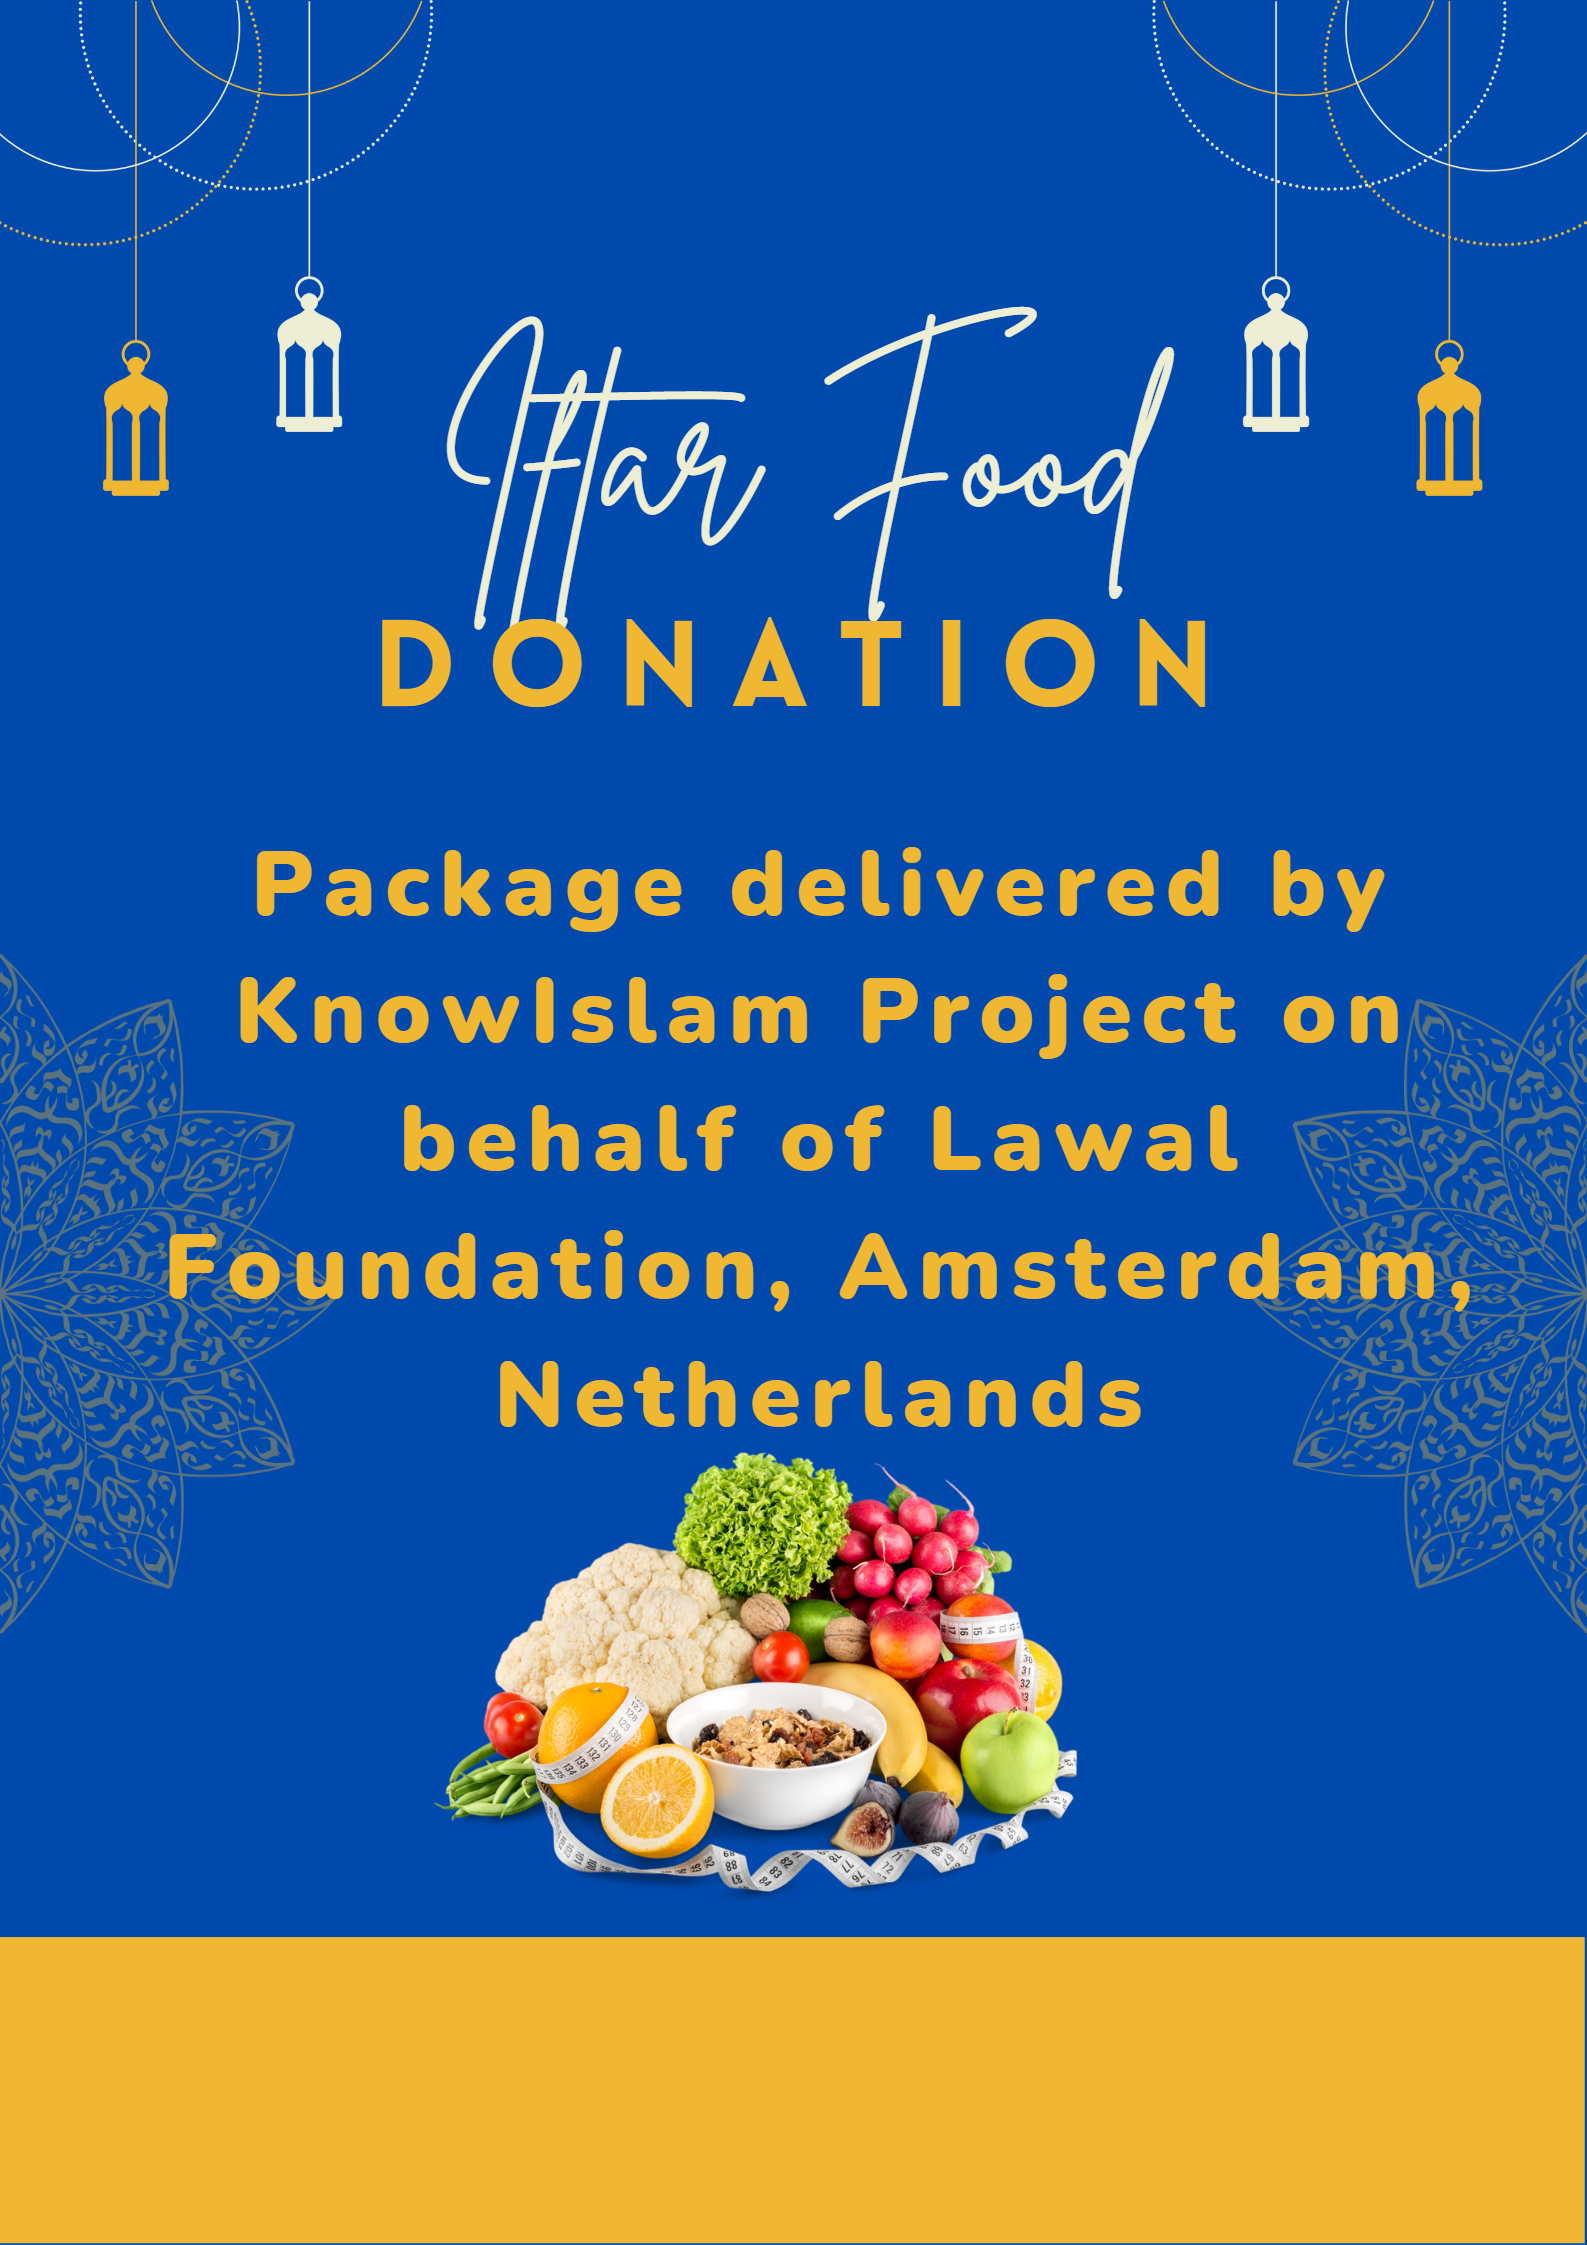 Iftar Food
DONATION
Package delivered by
KnowIslam Project on
behalf of Lawal
Foundation, Amsterdam,
Netherlands